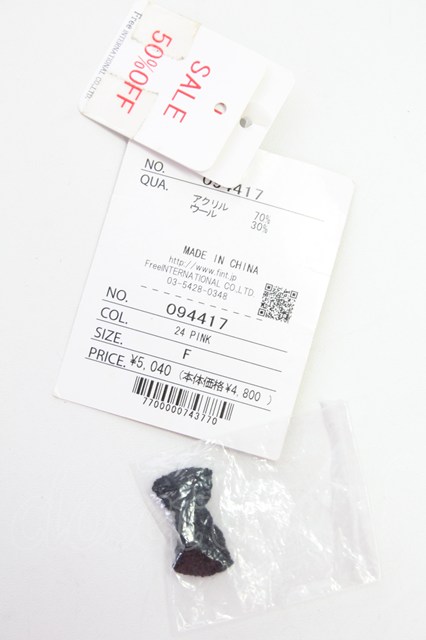 Free INTERNATIONAL CO.,LTD.
50%OFF
SALE
NO. 094417
QUA.
アクリル 70%
ウール 30%
MADE IN CHINA
http://www.fint.jp
FreeINTERNATIONAL CO.,LTD
03-5428-0348
NO. 094417
COL. 24 PINK
SIZE. F
PRICE. ¥5,040 (本体価格¥4,800 )
7700000743770